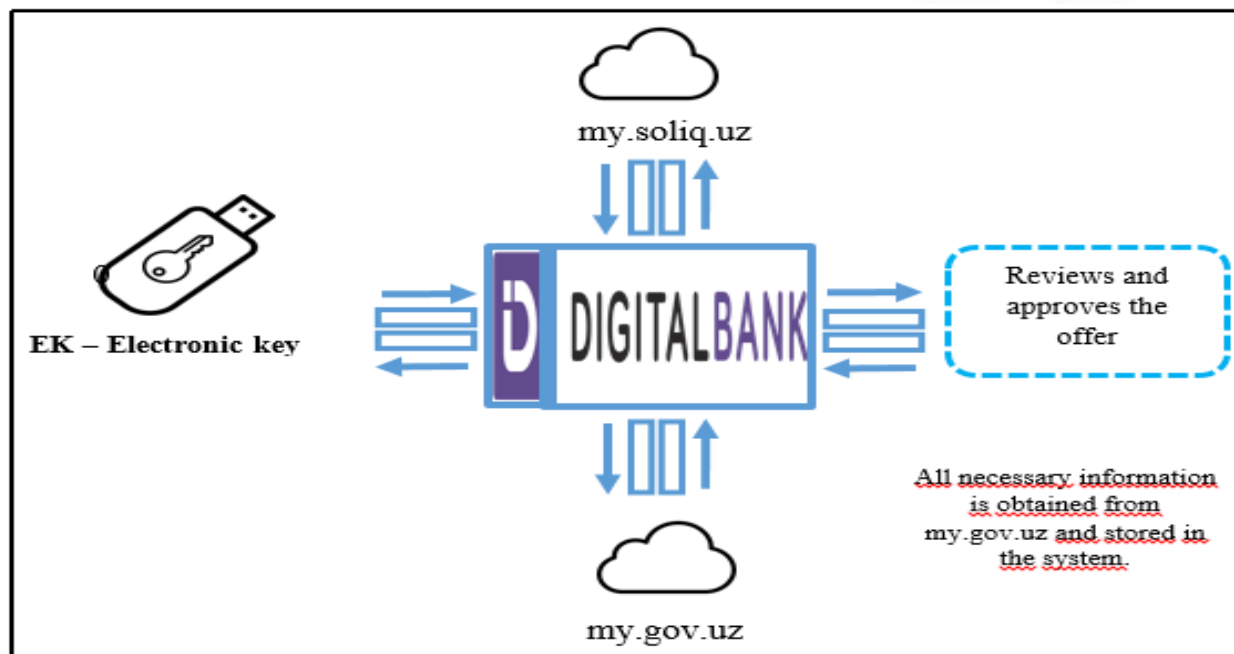 my.soliq.uz
EK – Electronic key
DIGITALBANK
Reviews and
approves the
offer
All necessary information
is obtained from
my.gov.uz and stored in
the system.
my.gov.uz